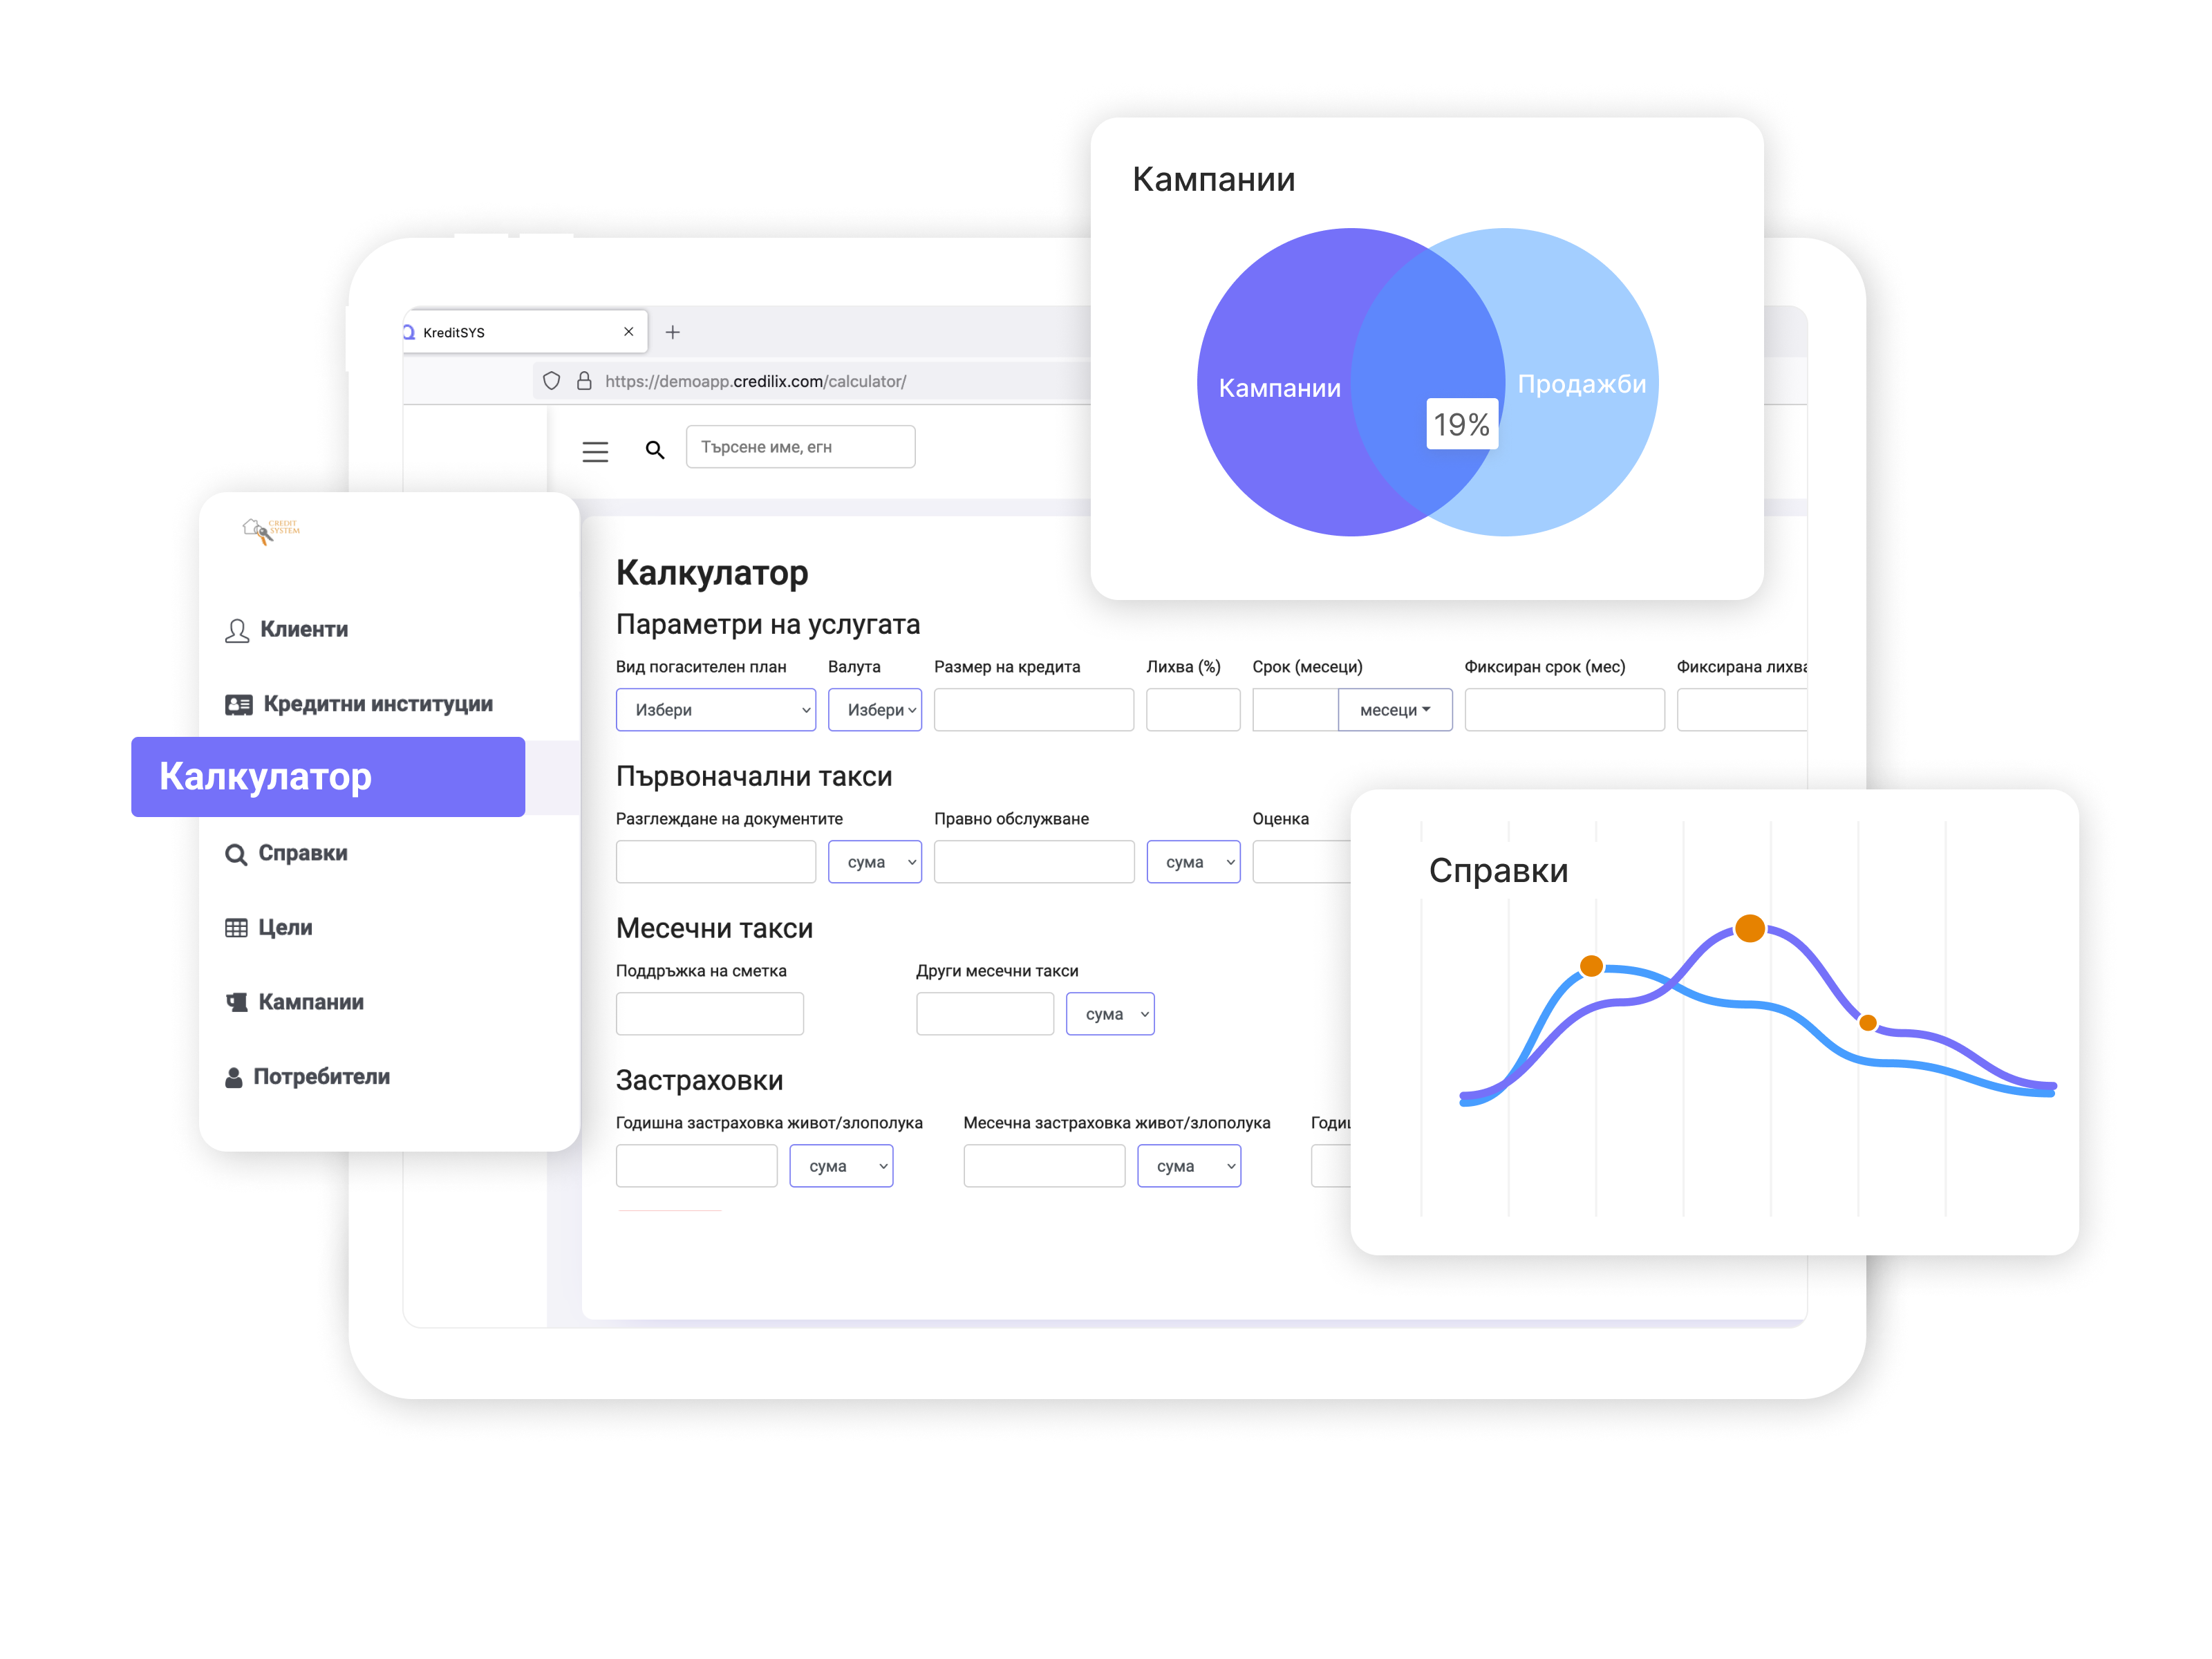 Кампании
Кампании
Продажби
19%
KreditSYS
https://demoapp.credilix.com/calculator/
Търсене име, егн
CREDIT
SYSTEM
Клиенти
Кредитни институции
Калкулатор
Справки
Цели
Кампании
Потребители
Калкулатор
Параметри на услугата
Вид погасителен план Валута Размер на кредита Лихва (%) Срок (месеци) Фиксиран срок (мес) Фиксирана лихва
Избери Избери месеци
Първоначални такси
Разглеждане на документите Правно обслужване Оценка
сума сума
Месечни такси
Поддръжка на сметка Други месечни такси
сума
Застраховки
Годишна застраховка живот/злополука Месечна застраховка живот/злополука
сума сума
Справки